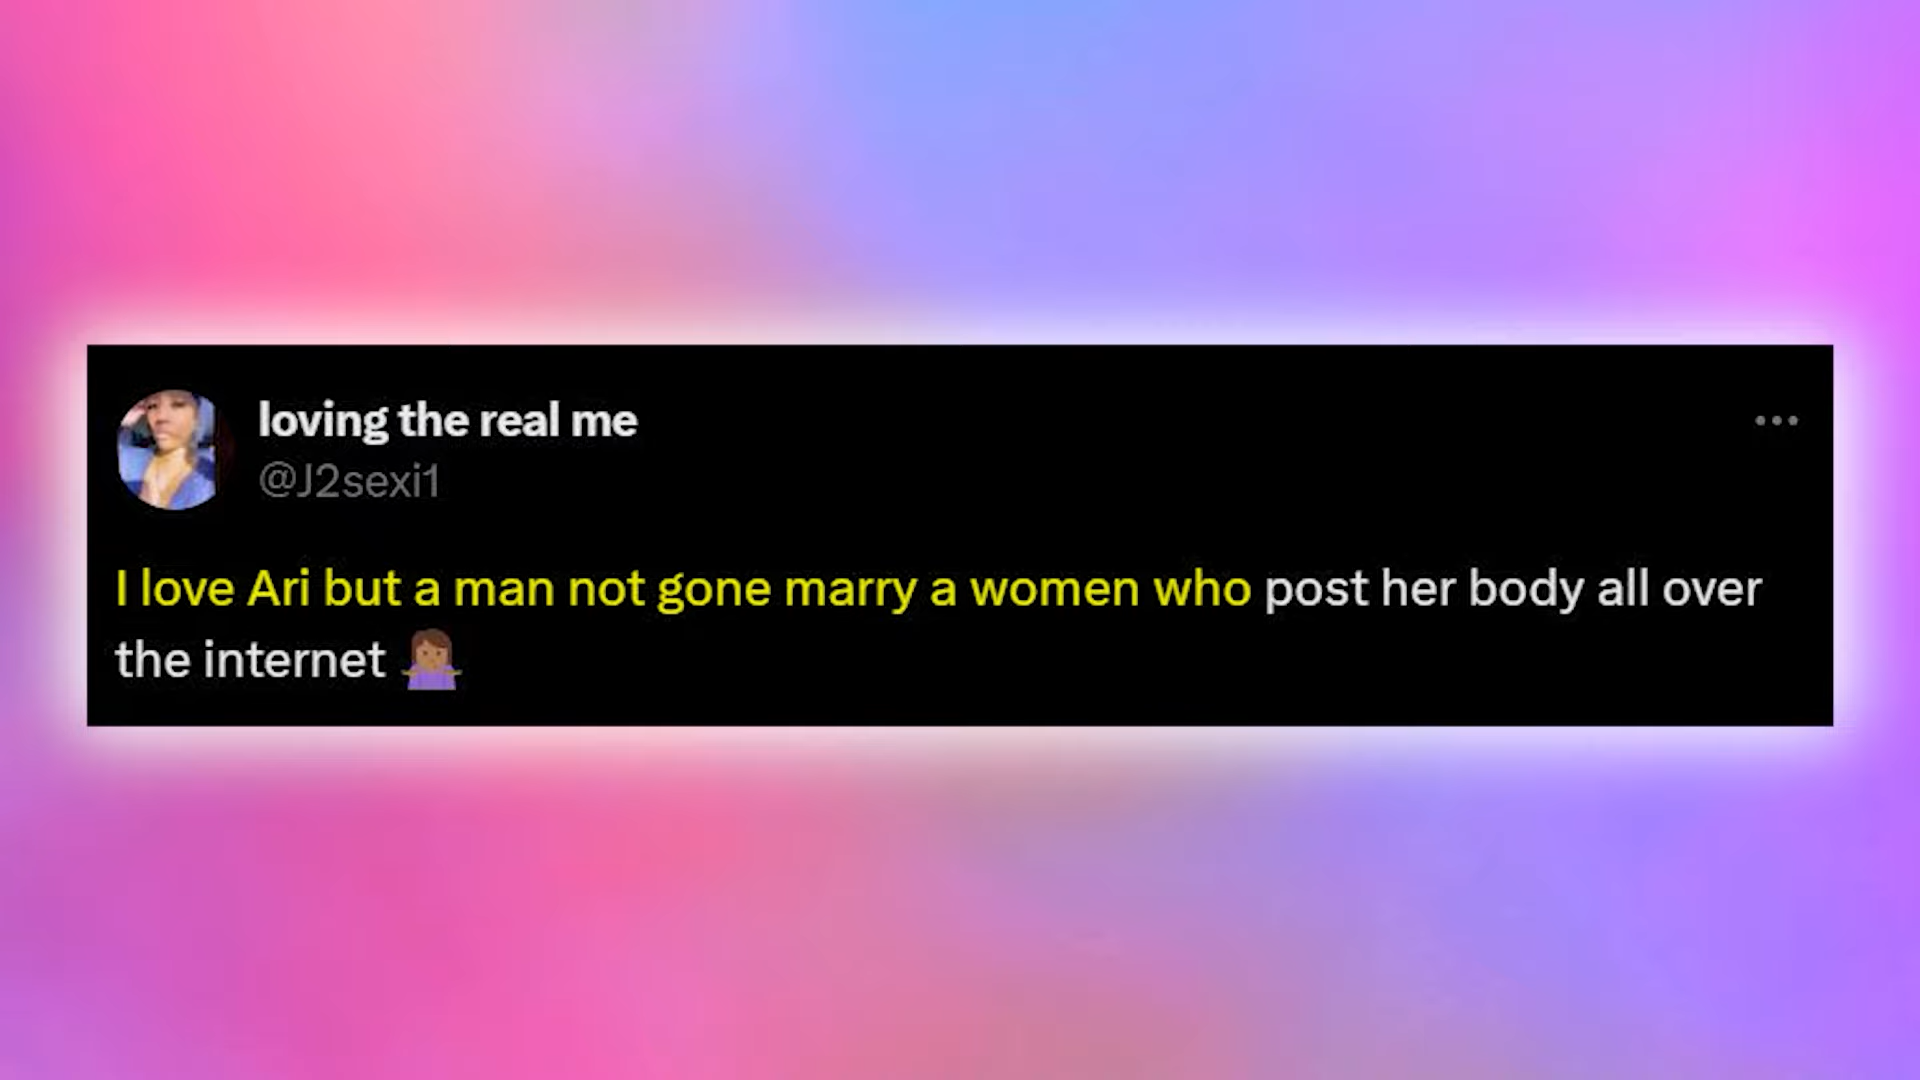 loving the real me
@J2sexi1
I love Ari but a man not gone marry a women who post her body all over
the internet 🤷🏽‍♀️